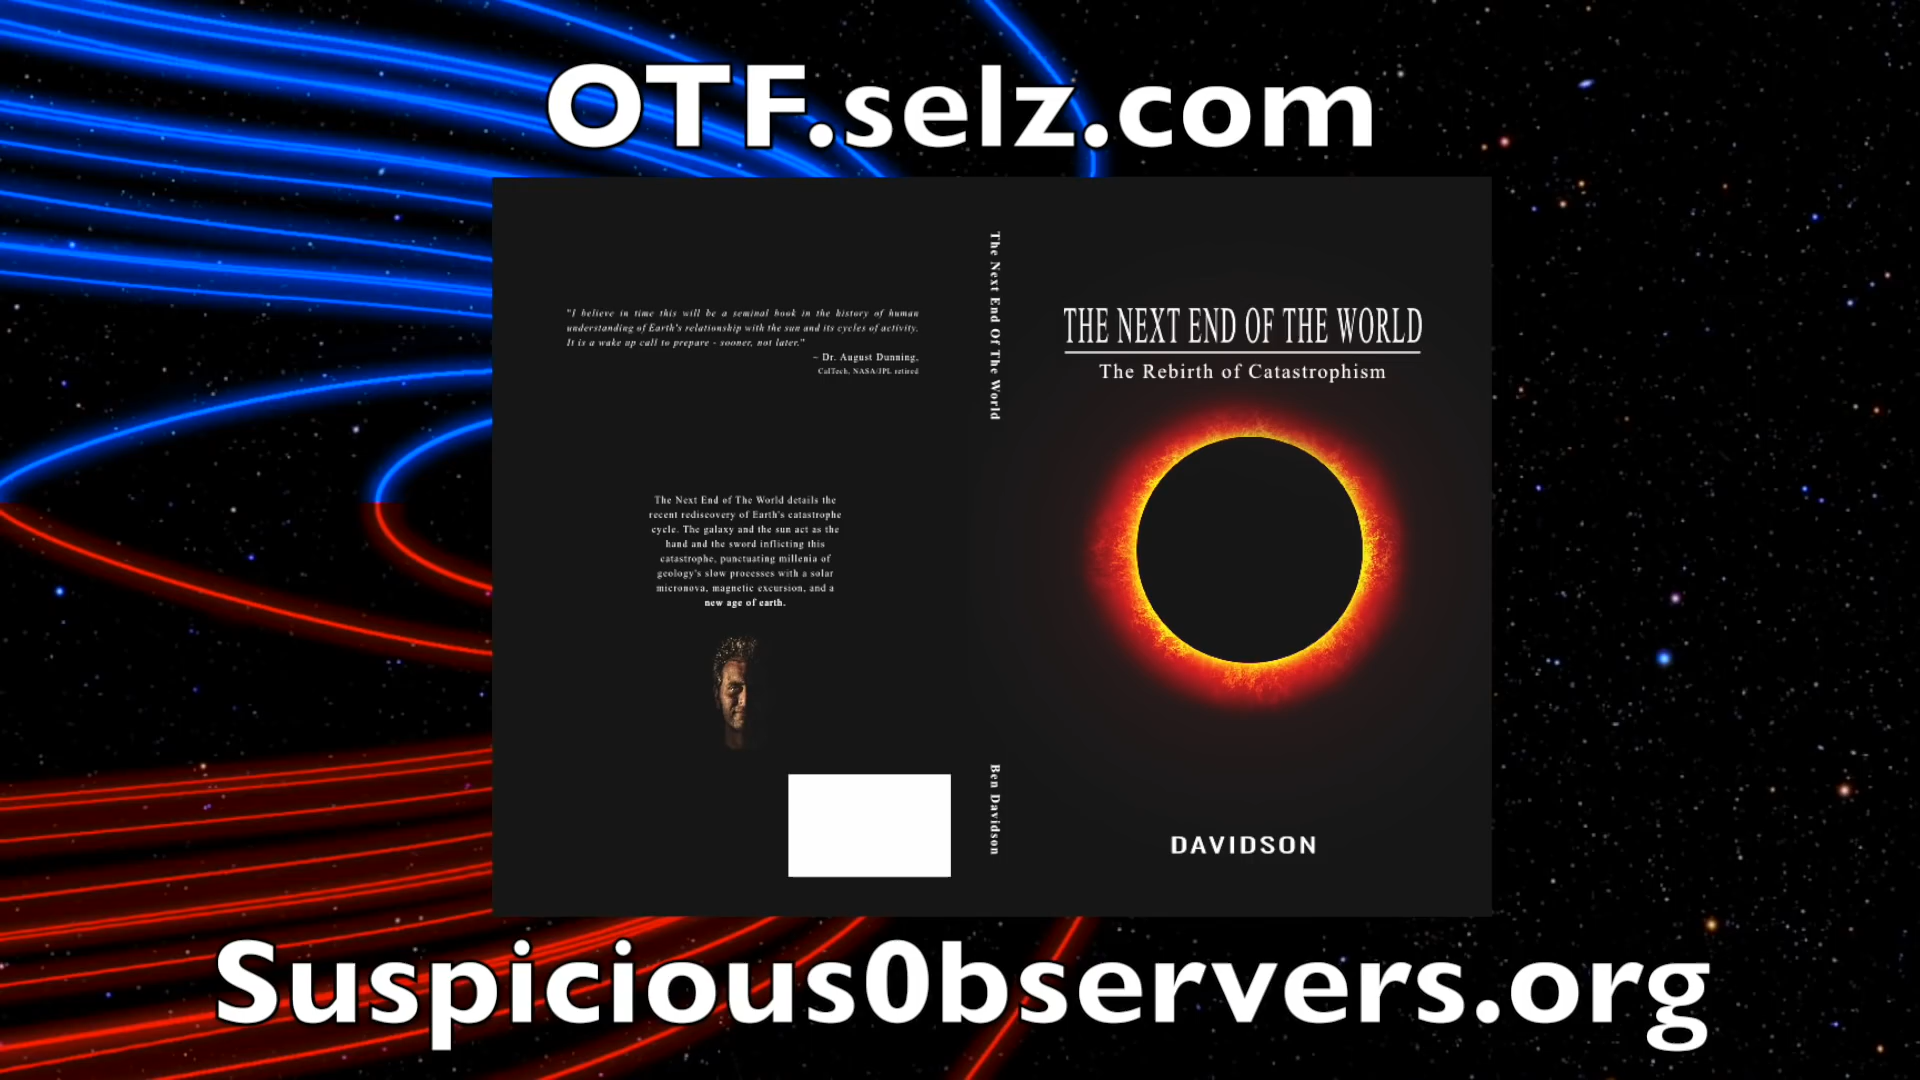 OTF.selz.com
"I believe in time this will be a seminal book in the history of human
understanding of Earth's relationship with the sun and its cycles of activity.
It is a wake up call to prepare - sooner, not later."
~ Dr. August Dunning,
CalTech, NASA/JPL retired
The Next End of The World details the
recent rediscovery of Earth's catastrophe
cycle. The galaxy and the sun act as the
hand and the sword inflicting this
catastrophe, punctuating millenia of
geology's slow processes with a solar
micronova, magnetic excursion, and a
new age of earth.
The Next End Of The World
Ben Davidson
THE NEXT END OF THE WORLD
The Rebirth of Catastrophism
DAVIDSON
Suspicious0bservers.org